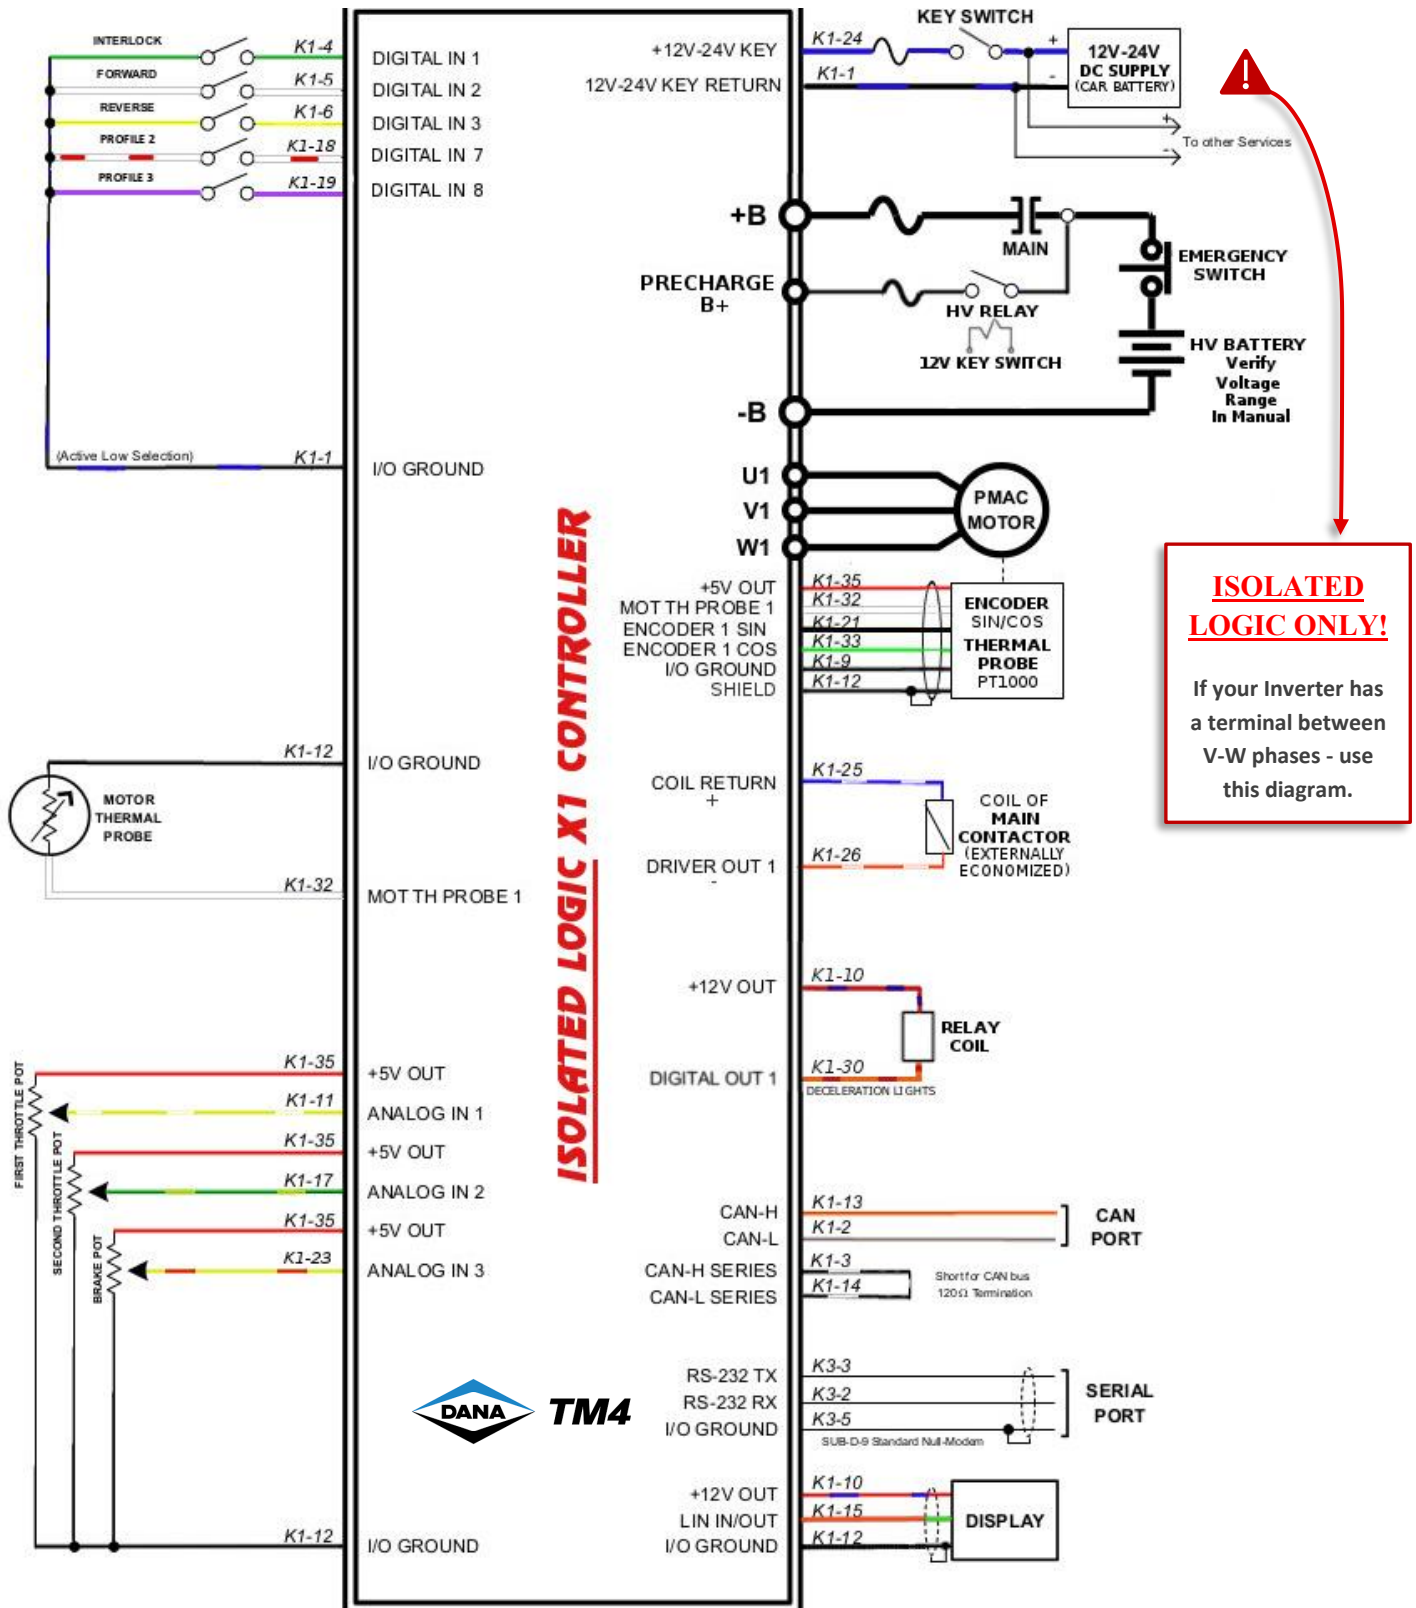 INTERLOCK
K1-4
DIGITAL IN 1
FORWARD
K1-5
DIGITAL IN 2
REVERSE
K1-6
DIGITAL IN 3
PROFILE 2
K1-18
DIGITAL IN 7
PROFILE 3
K1-19
DIGITAL IN 8
(Active Low Selection)
K1-1
I/O GROUND
K1-12
I/O GROUND
MOTOR
THERMAL
PROBE
K1-32
MOT TH PROBE 1
FIRST THROTTLE POT
K1-35
+5V OUT
K1-11
ANALOG IN 1
SECOND THROTTLE POT
K1-35
+5V OUT
K1-17
ANALOG IN 2
BRAKE POT
K1-35
+5V OUT
K1-23
ANALOG IN 3
K1-12
I/O GROUND
ISOLATED LOGIC X1 CONTROLLER
DANA TM4
KEY SWITCH
+12V-24V KEY
K1-24
+
12V-24V KEY RETURN
K1-1
-
12V-24V
DC SUPPLY
(CAR BATTERY)
+
To other Services
-
+B
MAIN
EMERGENCY
SWITCH
PRECHARGE
B+
HV RELAY
12V KEY SWITCH
HV BATTERY
Verify
Voltage
Range
In Manual
-B
U1
V1
W1
PMAC
MOTOR
+5V OUT
K1-35
MOT TH PROBE 1
K1-32
ENCODER 1 SIN
K1-21
ENCODER 1 COS
K1-33
I/O GROUND
K1-9
SHIELD
K1-12
ENCODER
SIN/COS
THERMAL
PROBE
PT1000
COIL RETURN
+
K1-25
DRIVER OUT 1
-
K1-26
COIL OF
MAIN
CONTACTOR
(EXTERNALLY
ECONOMIZED)
+12V OUT
K1-10
RELAY
COIL
DIGITAL OUT 1
K1-30
DECELERATION LIGHTS
CAN-H
K1-13
CAN-L
K1-2
CAN
PORT
CAN-H SERIES
K1-3
CAN-L SERIES
K1-14
Short for CAN bus
120Ω Termination
RS-232 TX
K3-3
RS-232 RX
K3-2
I/O GROUND
K3-5
SUB-D-9 Standard Null-Modem
SERIAL
PORT
+12V OUT
K1-10
LIN IN/OUT
K1-15
I/O GROUND
K1-12
DISPLAY
!
ISOLATED
LOGIC ONLY!
If your Inverter has
a terminal between
V-W phases - use
this diagram.